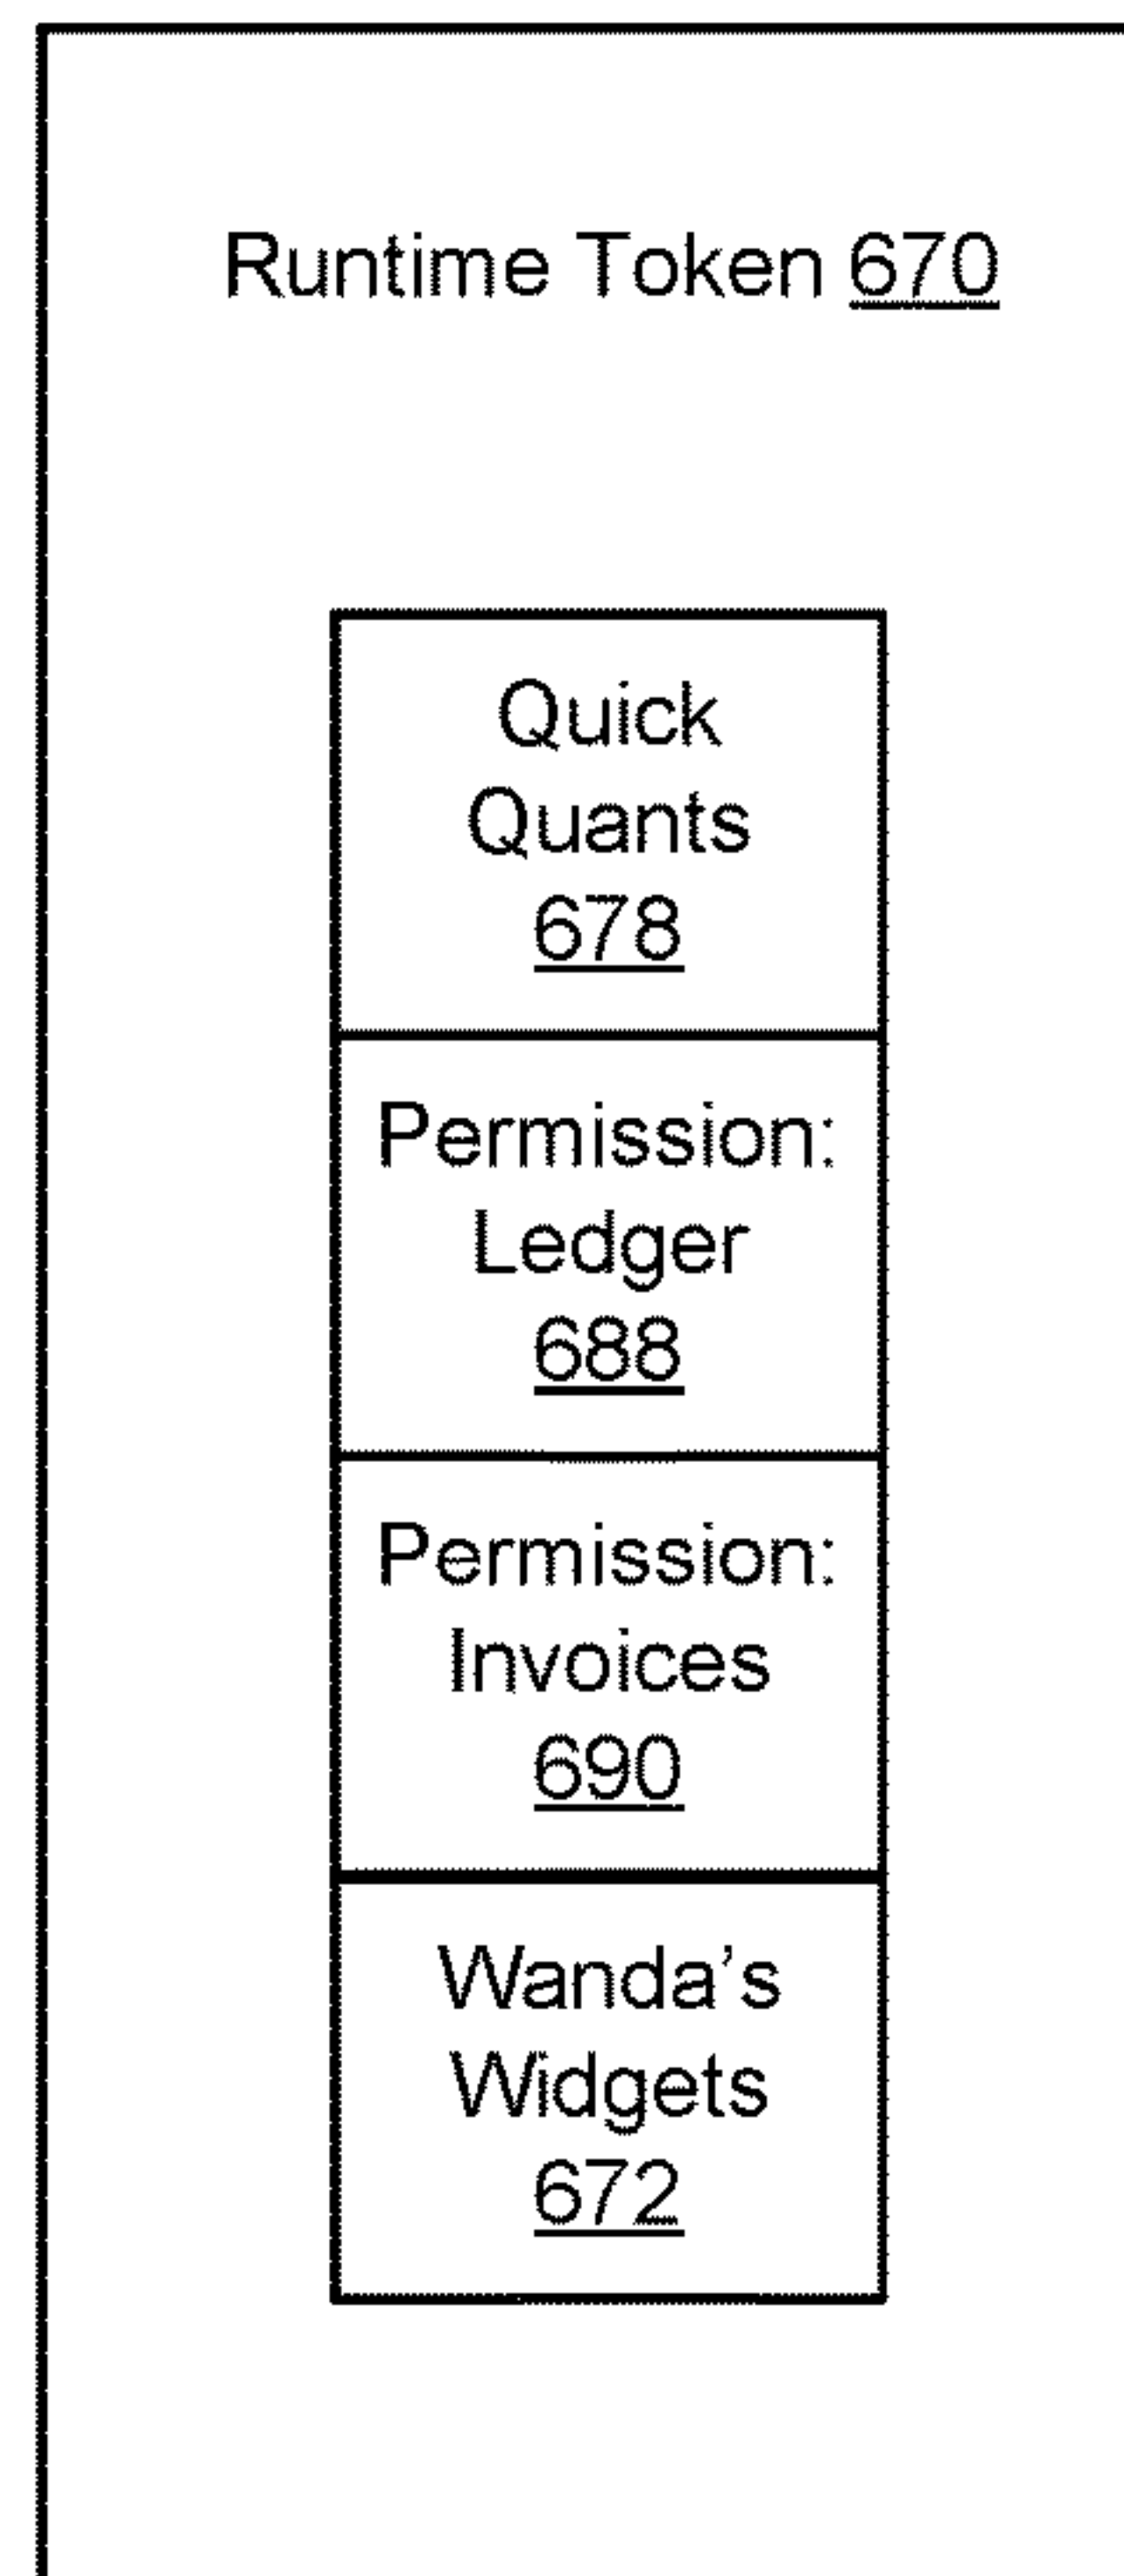 Runtime Token 670
Quick
Quants
678
Permission:
Ledger
688
Permission:
Invoices
690
Wanda’s
Widgets
672